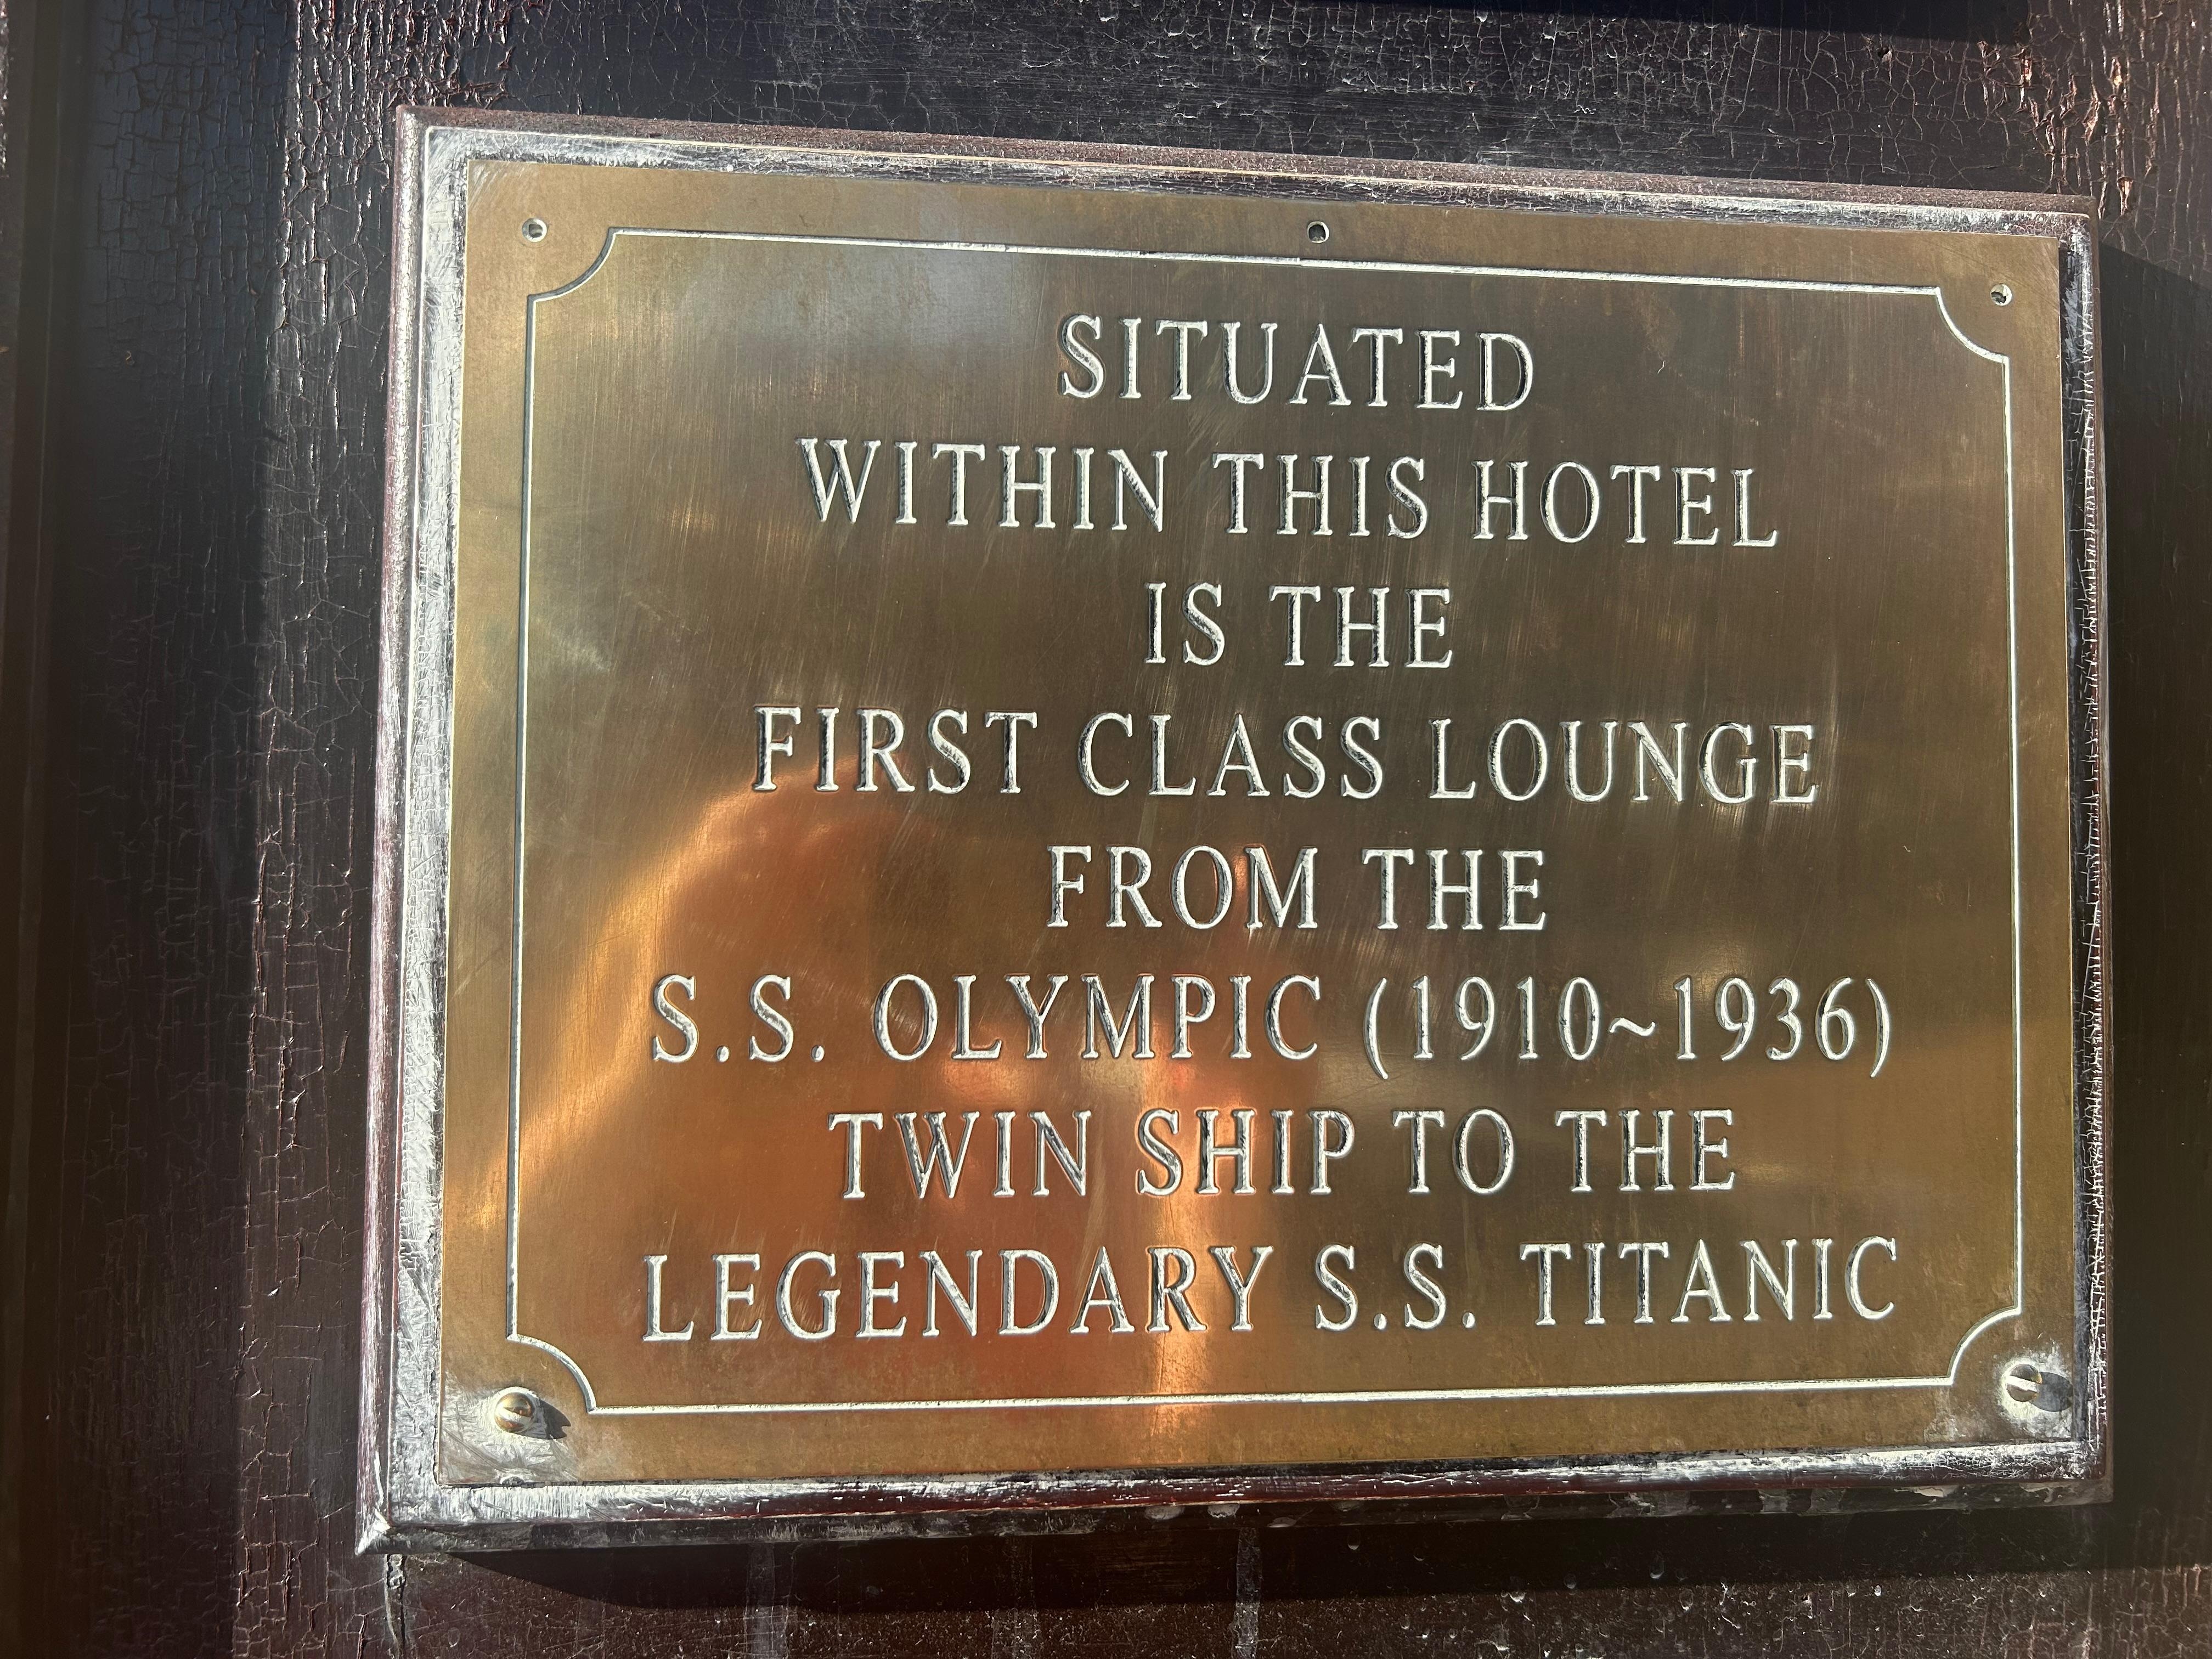 SITUATED
WITHIN THIS HOTEL
IS THE
FIRST CLASS LOUNGE
FROM THE
S.S. OLYMPIC (1910~1936)
TWIN SHIP TO THE
LEGENDARY S.S. TITANIC